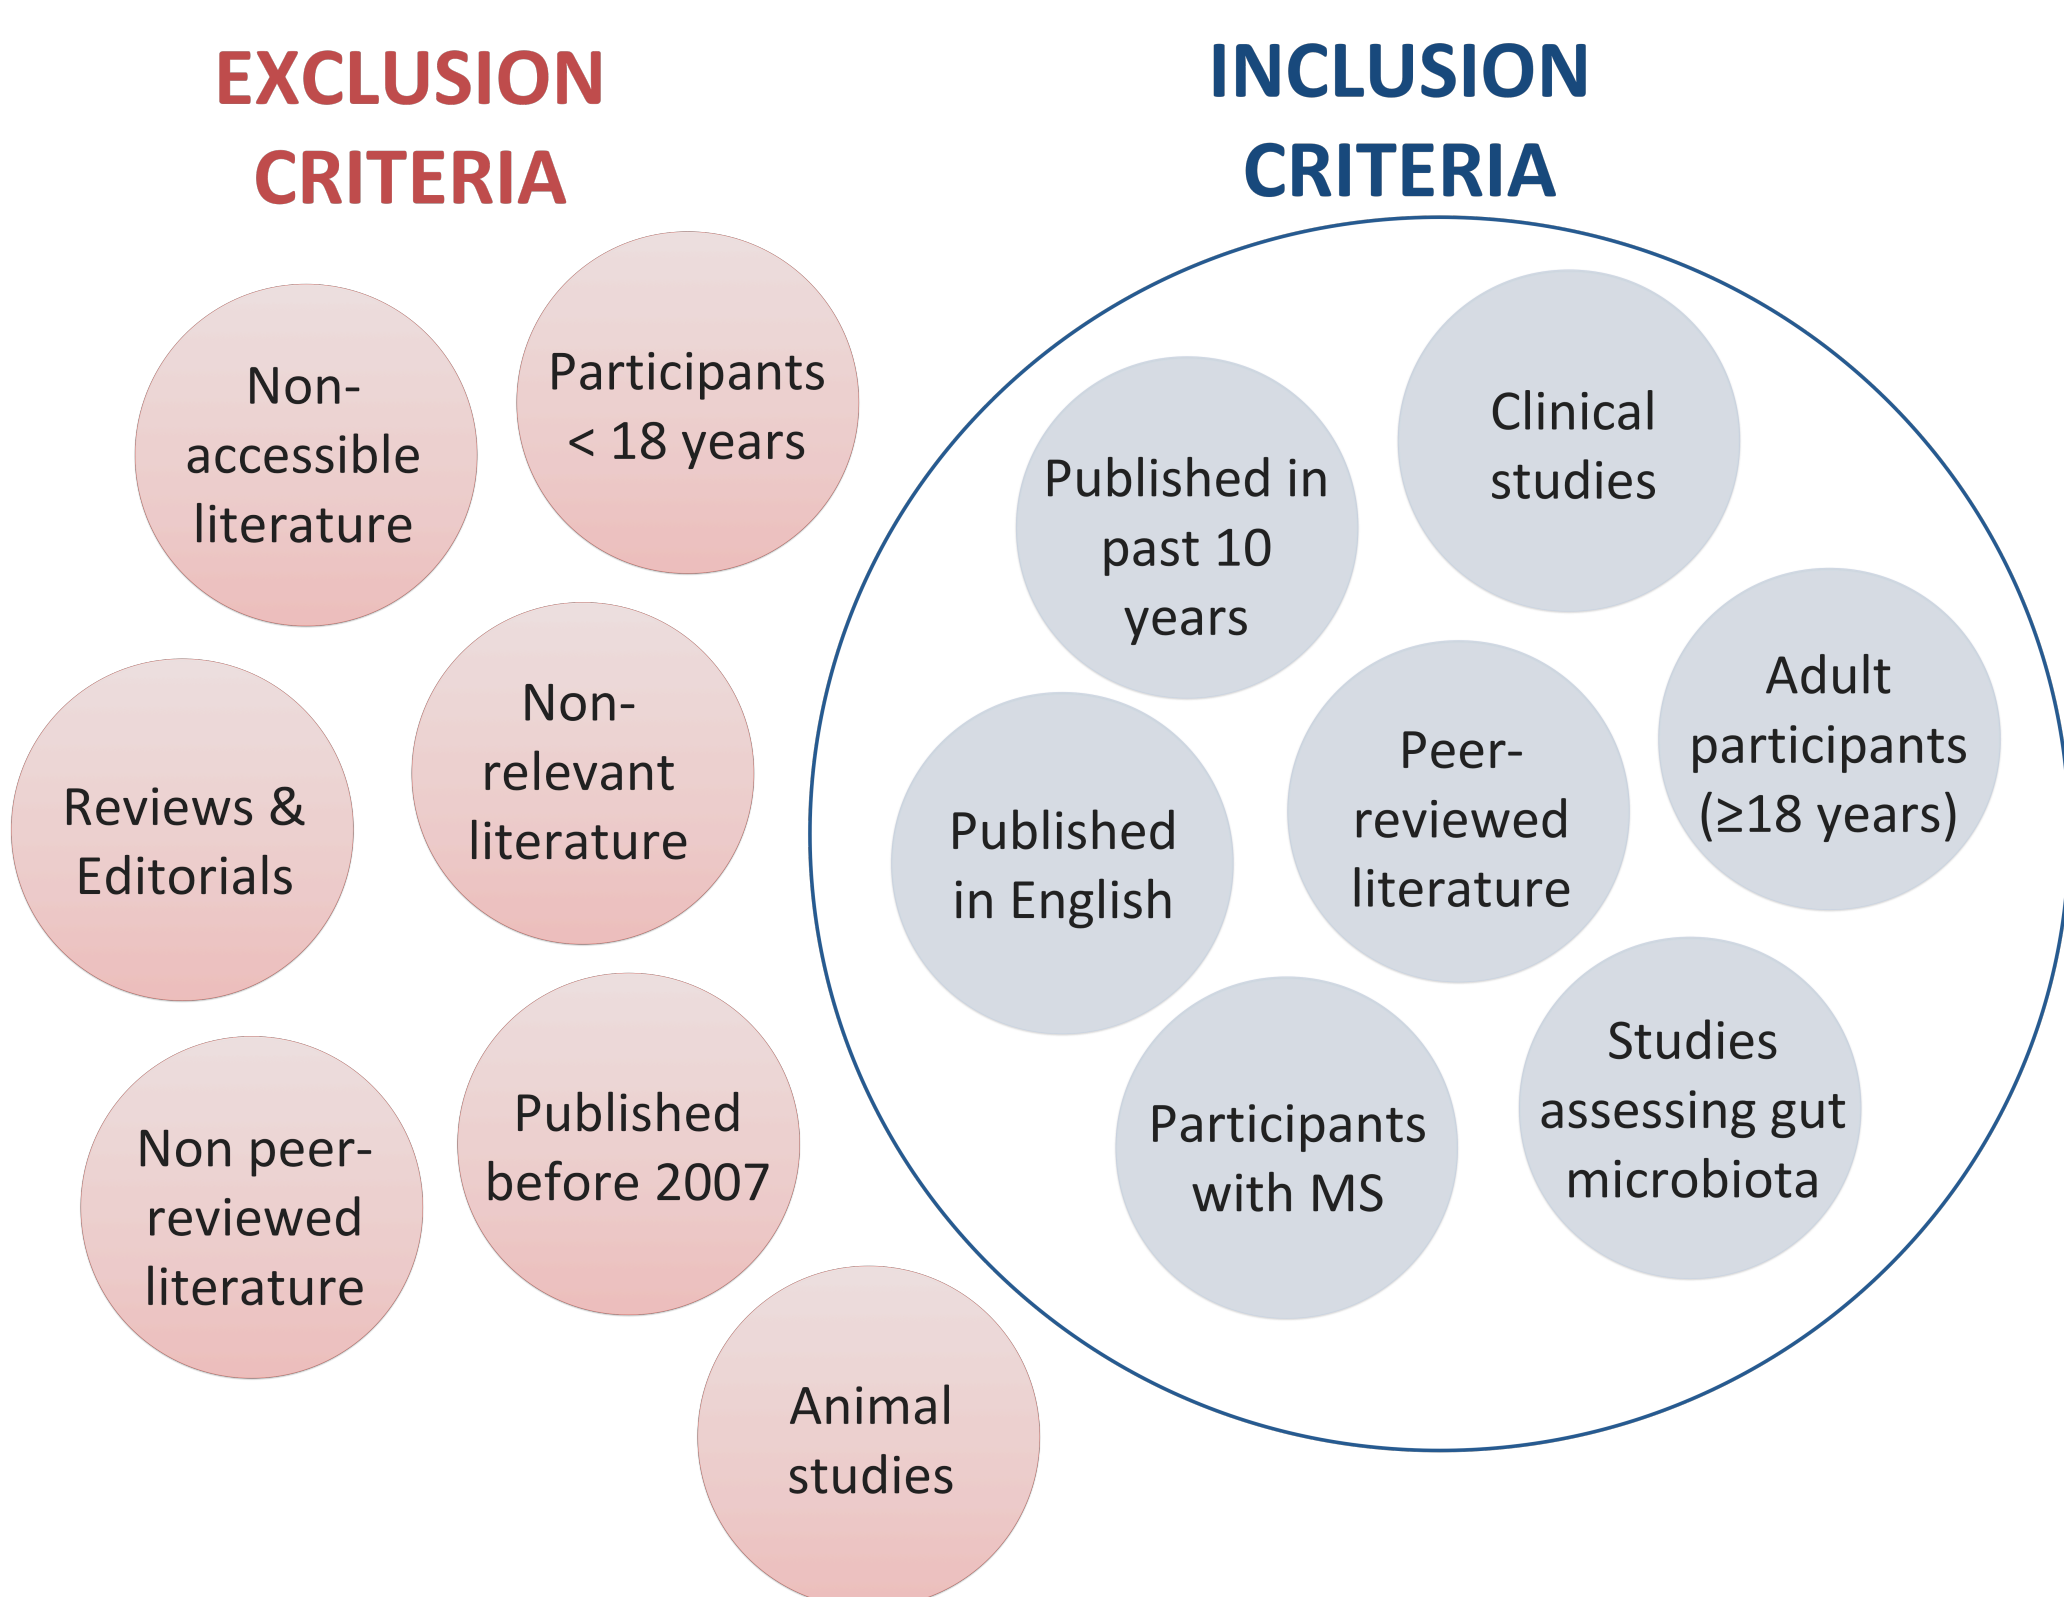 EXCLUSION
CRITERIA
Non-
accessible
literature
Participants
< 18 years
Reviews &
Editorials
Non-
relevant
literature
Non peer-
reviewed
literature
Published
before 2007
Animal
studies
INCLUSION
CRITERIA
Published in
past 10
years
Clinical
studies
Published
in English
Peer-
reviewed
literature
Adult
participants
(≥18 years)
Participants
with MS
Studies
assessing gut
microbiota